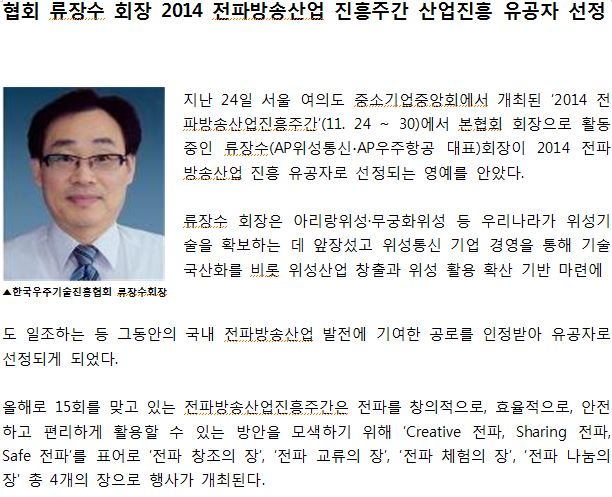 협회 류장수 회장 2014 전파방송산업 진흥주간 산업진흥 유공자 선정
지난 24일 서울 여의도 중소기업중앙회에서 개최된 '2014 전
파방송산업진흥주간'(11. 24 ~ 30)에서 본협회 회장으로 활동
중인 류장수(AP위성통신·AP우주항공 대표)회장이 2014 전파
방송산업 진흥 유공자로 선정되는 영예를 안았다.
류장수 회장은 아리랑위성·무궁화위성 등 우리나라가 위성기
술을 확보하는 데 앞장섰고 위성통신 기업 경영을 통해 기술
국산화를 비롯 위성산업 창출과 위성 활용 확산 기반 마련에
▲한국우주기술진흥협회 류장수회장
도 일조하는 등 그동안의 국내 전파방송산업 발전에 기여한 공로를 인정받아 유공자로
선정되게 되었다.
올해로 15회를 맞고 있는 전파방송산업진흥주간은 전파를 창의적으로, 효율적으로, 안전
하고 편리하게 활용할 수 있는 방안을 모색하기 위해 'Creative 전파, Sharing 전파,
Safe 전파'를 표어로 '전파 창조의 장', '전파 교류의 장', '전파 체험의 장', '전파 나눔의
장' 총 4개의 장으로 행사가 개최된다.